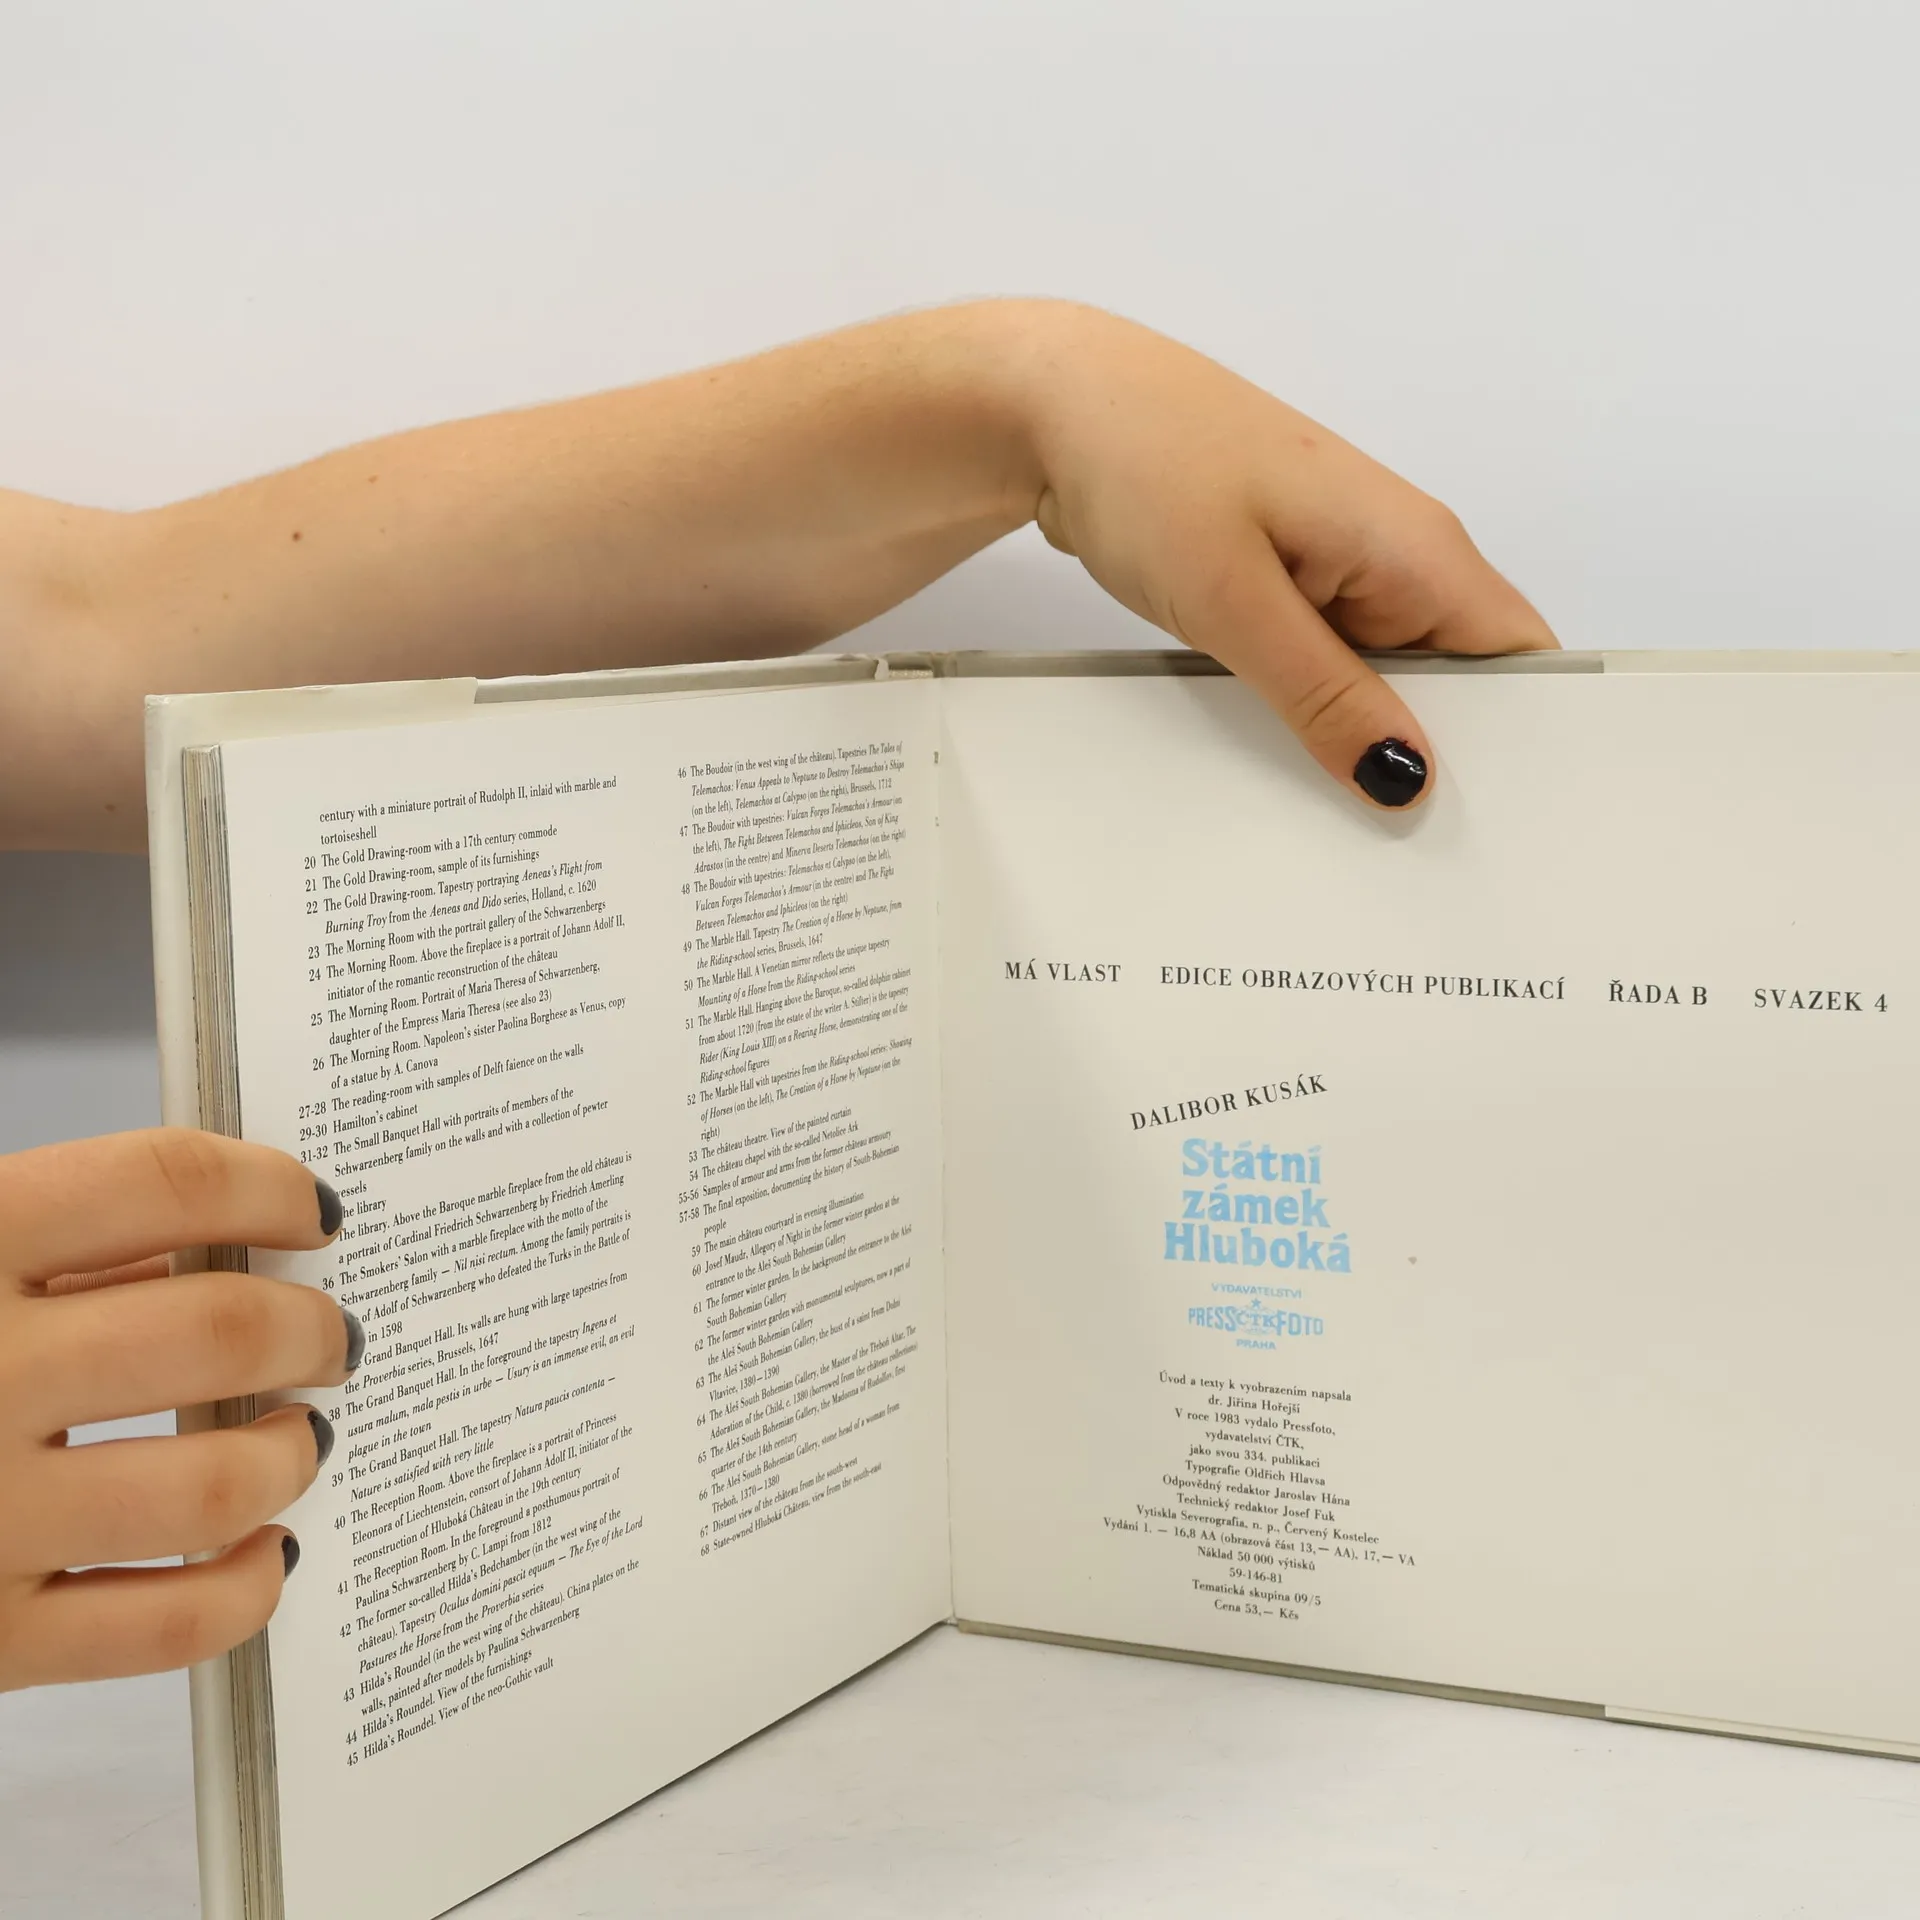 century with a miniature portrait of Rudolph II, inlaid with marble and
tortoiseshell
20 The Gold Drawing-room with a 17th century commode
21 The Gold Drawing-room, sample of its furnishings
22 The Gold Drawing-room. Tapestry portraying Aeneas's Flight from
Burning Troy from the Aeneas and Dido series, Holland, c. 1620
23 The Morning Room with the portrait gallery of the Schwarzenbergs
24 The Morning Room. Above the fireplace is a portrait of Johann Adolf II,
initiator of the romantic reconstruction of the château
25 The Morning Room. Portrait of Maria Theresa of Schwarzenberg,
daughter of the Empress Maria Theresa (see also 23)
26 The Morning Room. Napoleon's sister Paolina Borghese as Venus, copy
of a statue by A. Canova
27-28 The reading-room with samples of Delft faience on the walls
29-30 Hamilton's cabinet
31-32 The Small Banquet Hall with portraits of members of the
Schwarzenberg family on the walls and with a collection of pewter
vessels
he library
The library. Above the Baroque marble fireplace from the old château is
a portrait of Cardinal Friedrich Schwarzenberg by Friedrich Amerling
36 The Smokers' Salon with a marble fireplace with the motto of the
Schwarzenberg family — Nil nisi rectum. Among the family portraits is
of Adolf of Schwarzenberg who defeated the Turks in the Battle of
in 1598
Grand Banquet Hall. Its walls are hung with large tapestries from
the Proverbia series, Brussels, 1647
38 The Grand Banquet Hall. In the foreground the tapestry Ingens et
usura malum, mala pestis in urbe — Usury is an immense evil, an evil
plague in the town
39 The Grand Banquet Hall. The tapestry Natura paucis contenta —
Nature is satisfied with very little
40 The Reception Room. Above the fireplace is a portrait of Princess
Eleonora of Liechtenstein, consort of Johann Adolf II, initiator of the
reconstruction of Hluboká Château in the 19th century
41 The Reception Room. In the foreground a posthumous portrait of
Paulina Schwarzenberg by C. Lampi from 1812
42 The former so-called Hilda's Bedchamber (in the west wing of the
château). Tapestry Oculus domini pascit equum — The Eye of the Lord
Pastures the Horse from the Proverbia series
43 Hilda's Roundel (in the west wing of the château). China plates on the
walls, painted after models by Paulina Schwarzenberg
44 Hilda's Roundel. View of the furnishings
45 Hilda's Roundel. View of the neo-Gothic vault
46 The Boudoir (in the west wing of the château). Tapestries The Tales of
Telemachos: Venus Appeals to Neptune to Destroy Telemachos's Ships
(on the left), Telemachos at Calypso (on the right), Brussels, 1712
47 The Boudoir with tapestries: Vulcan Forges Telemachos's Armour (on
the left), The Fight Between Telemachos and Iphicleos, Son of King
Adrastos (in the centre) and Minerva Deserts Telemachos (on the right)
48 The Boudoir with tapestries: Telemachos at Calypso (on the left),
Vulcan Forges Telemachos's Armour (in the centre) and The Fight
Between Telemachos and Iphicleos (on the right)
49 The Marble Hall. Tapestry The Creation of a Horse by Neptune, from
the Riding-school series, Brussels, 1647
50 The Marble Hall. A Venetian mirror reflects the unique tapestry
Mounting of a Horse from the Riding-school series
51 The Marble Hall. Hanging above the Baroque, so-called dolphin cabinet
from about 1720 (from the estate of the writer A. Stifter) is the tapestry
Rider (King Louis XIII) on a Rearing Horse, demonstrating one of the
Riding-school figures
52 The Marble Hall with tapestries from the Riding-school series: Showing
of Horses (on the left), The Creation of a Horse by Neptune (on the
right)
53 The château theatre. View of the painted curtain
54 The château chapel with the so-called Netolice Ark
55-56 Samples of armour and arms from the former château armoury
57-58 The final exposition, documenting the history of South-Bohemian
people
59 The main château courtyard in evening illumination
60 Josef Maudr, Allegory of Night in the former winter garden at the
entrance to the Aleš South Bohemian Gallery
61 The former winter garden. In the background the entrance to the Aleš
South Bohemian Gallery
62 The former winter garden with monumental sculptures, now a part of
the Aleš South Bohemian Gallery
63 The Aleš South Bohemian Gallery, the bust of a saint from Dolní
Vltavice, 1380—1390
64 The Aleš South Bohemian Gallery, the Master of the Třeboň Altar, The
Adoration of the Child, c. 1380 (borrowed from the château collections)
65 The Aleš South Bohemian Gallery, the Madonna of Rudolfov, first
quarter of the 14th century
66 The Aleš South Bohemian Gallery, stone head of a woman from
Třeboň, 1370—1380
67 Distant view of the château from the south-west
68 State-owned Hluboká Château, view from the south-east
MÁ VLAST EDICE OBRAZOVÝCH PUBLIKACÍ ŘADA B SVAZEK 4
DALIBOR KUSÁK
Státní
zámek
Hluboká
VYDAVATELSTVÍ
PRESSČTKFOTO
PRAHA
Úvod a texty k vyobrazením napsala
dr. Jiřina Hořejší
V roce 1983 vydalo Pressfoto,
vydavatelství ČTK,
jako svou 334. publikaci
Typografie Oldřich Hlavsa
Odpovědný redaktor Jaroslav Hána
Technický redaktor Josef Fuk
Vytiskla Severografia, n. p., Červený Kostelec
Vydání 1. — 16,8 AA (obrazová část 13,— AA), 17,— VA
Náklad 50 000 výtisků
59-146-81
Tematická skupina 09/5
Cena 53,— Kčs